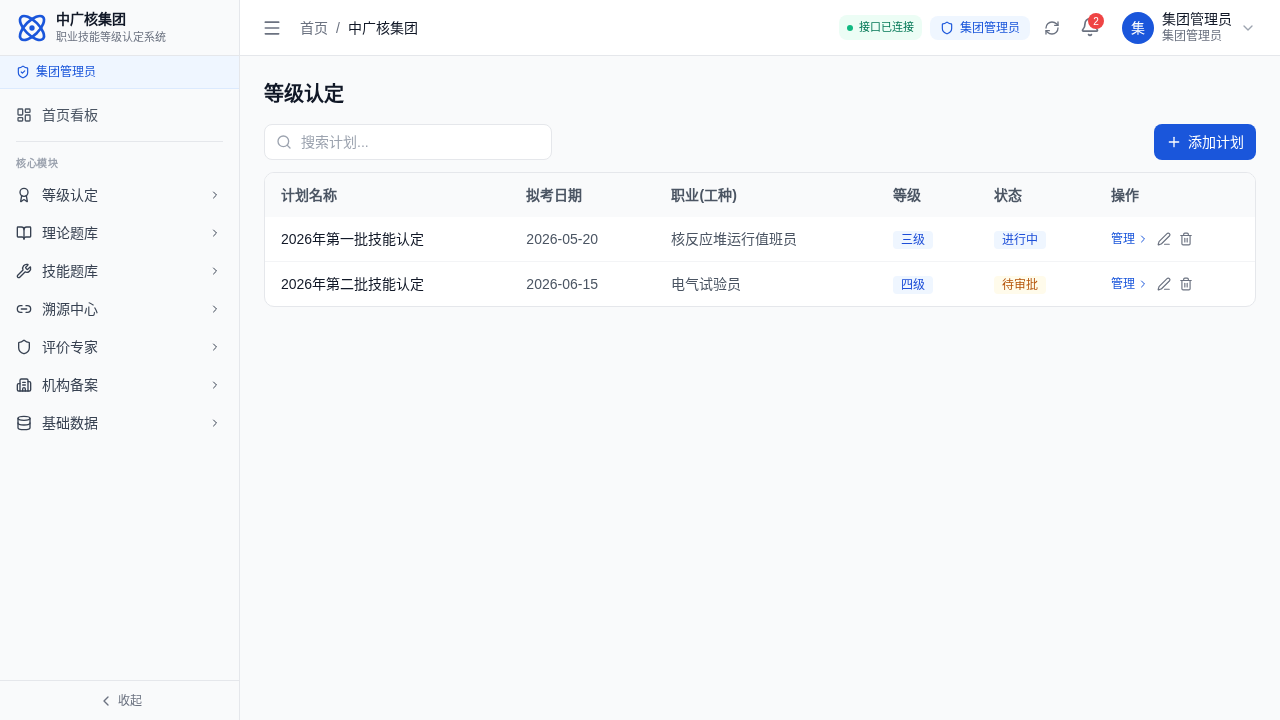 中广核集团
职业技能等级认定系统
集团管理员
首页看板
核心模块
等级认定
理论题库
技能题库
溯源中心
评价专家
机构备案
基础数据
收起
首页 / 中广核集团
接口已连接
集团管理员
2
集
集团管理员
集团管理员
等级认定
搜索计划...
添加计划
计划名称 拟考日期 职业(工种) 等级 状态 操作
2026年第一批技能认定 2026-05-20 核反应堆运行值班员 三级 进行中 管理
2026年第二批技能认定 2026-06-15 电气试验员 四级 待审批 管理